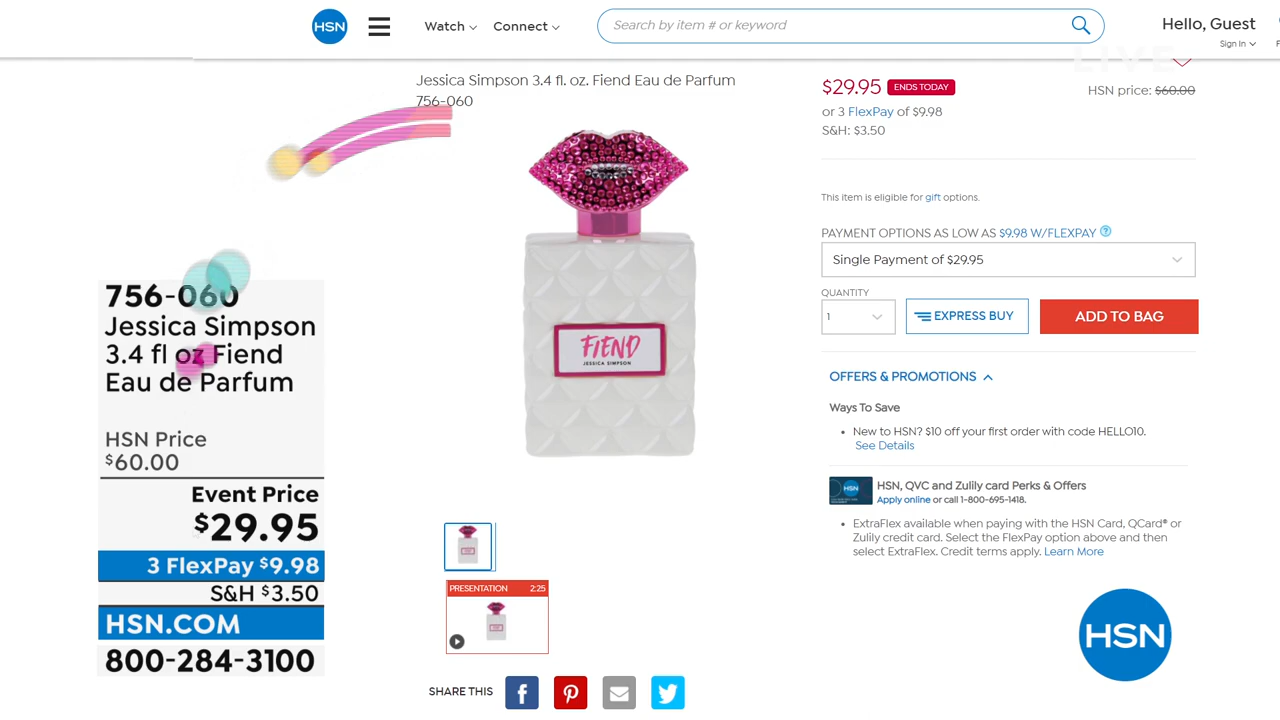 HSN
Watch
Connect
Search by item # or keyword
Hello, Guest
Sign In
LIVE
Jessica Simpson 3.4 fl. oz. Fiend Eau de Parfum
756-060
$29.95 ENDS TODAY
HSN price: $60.00
or 3 FlexPay of $9.98
S&H: $3.50
This item is eligible for gift options.
PAYMENT OPTIONS AS LOW AS $9.98 W/FLEXPAY ?
Single Payment of $29.95
QUANTITY
1
EXPRESS BUY
ADD TO BAG
OFFERS & PROMOTIONS
Ways To Save
• New to HSN? $10 off your first order with code HELLO10.
See Details
HSN
HSN, QVC and Zulily card Perks & Offers
Apply online or call 1-800-695-1418.
• ExtraFlex available when paying with the HSN Card, QCard® or
Zulily credit card. Select the FlexPay option above and then
select ExtraFlex. Credit terms apply. Learn More
FIEND
JESSICA SIMPSON
756-060
Jessica Simpson
3.4 fl oz Fiend
Eau de Parfum
HSN Price
$60.00
Event Price
$29.95
3 FlexPay $9.98
S&H $3.50
HSN.COM
800-284-3100
PRESENTATION 2:25
SHARE THIS
HSN